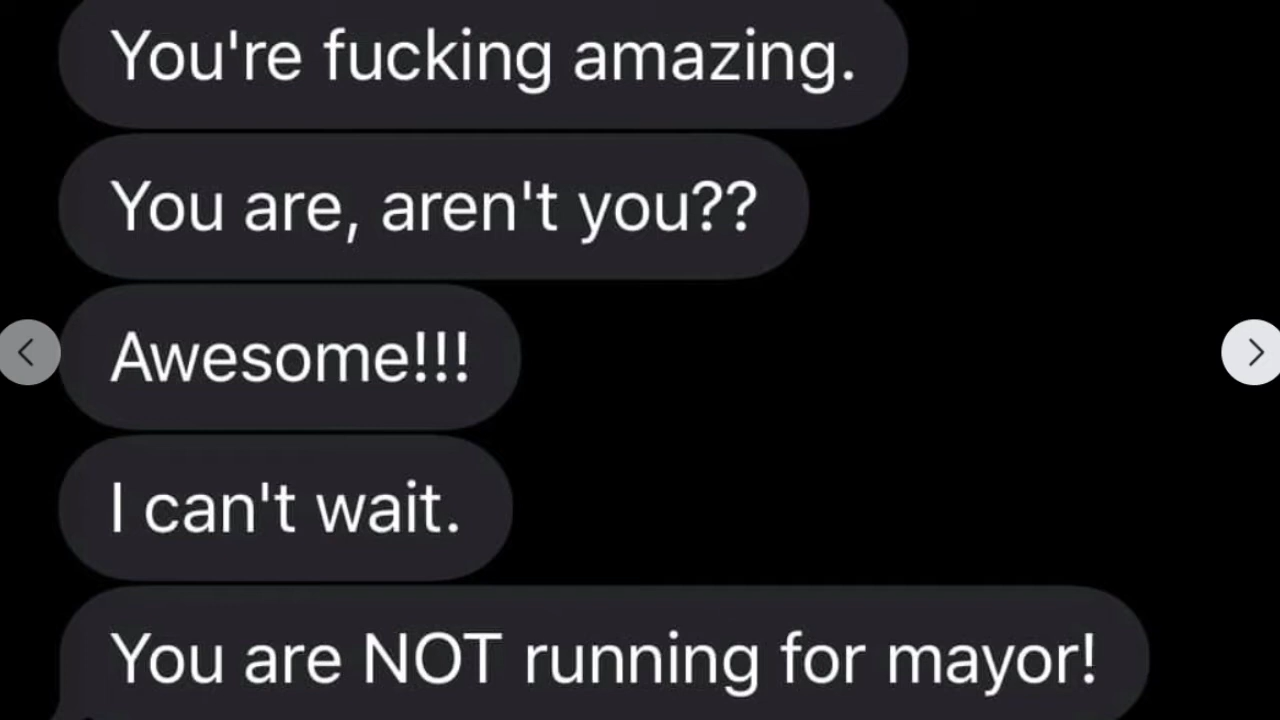 You're fucking amazing.
You are, aren't you??
Awesome!!!
I can't wait.
You are NOT running for mayor!